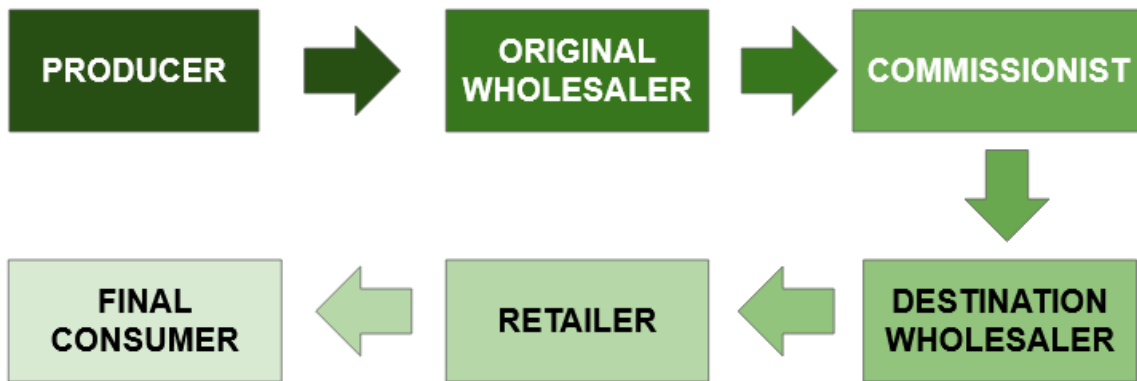 PRODUCER
ORIGINAL
WHOLESALER
COMMISSIONIST
DESTINATION
WHOLESALER
RETAILER
FINAL
CONSUMER